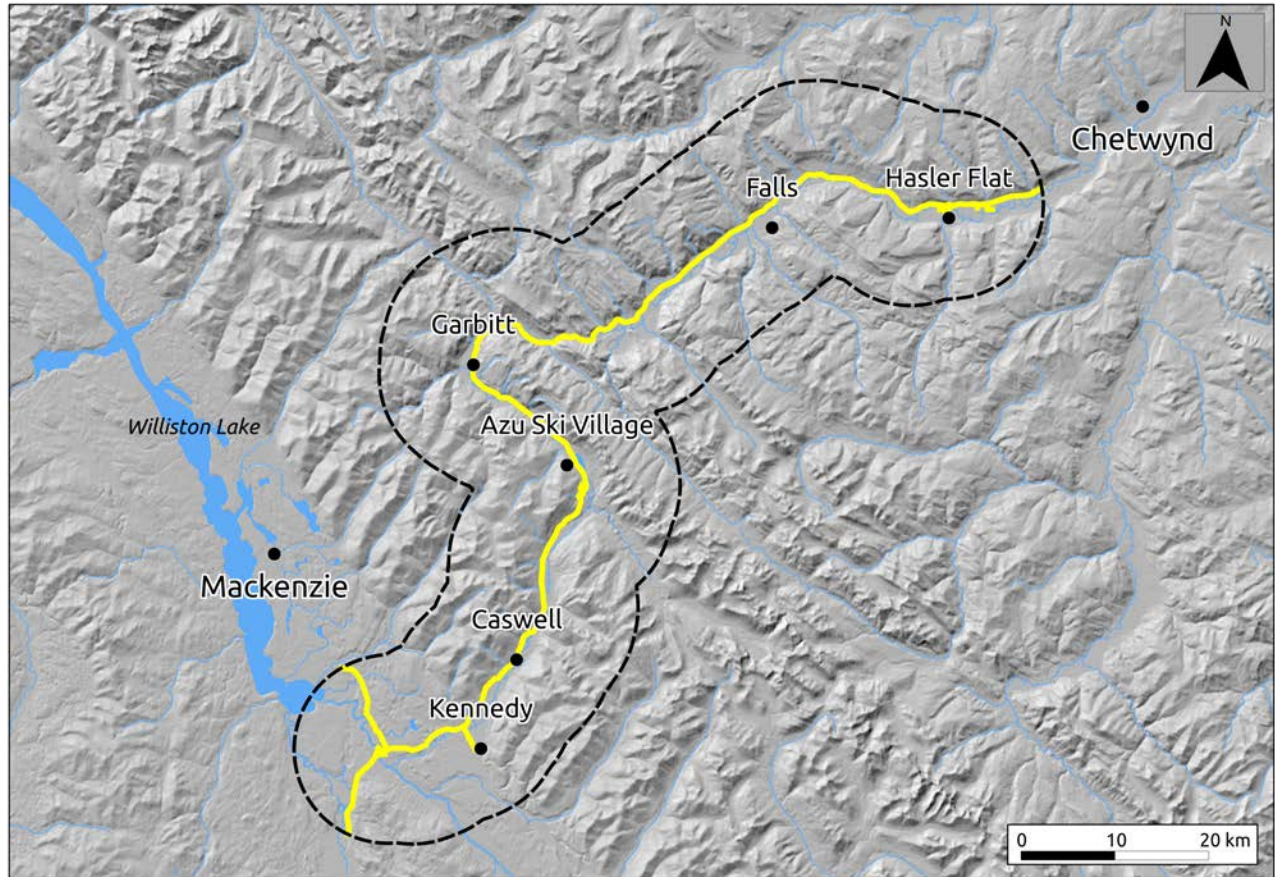 N
Chetwynd
Hasler Flat
Falls
Garbitt
Azu Ski Village
Williston Lake
Mackenzie
Caswell
Kennedy
0 10 20 km